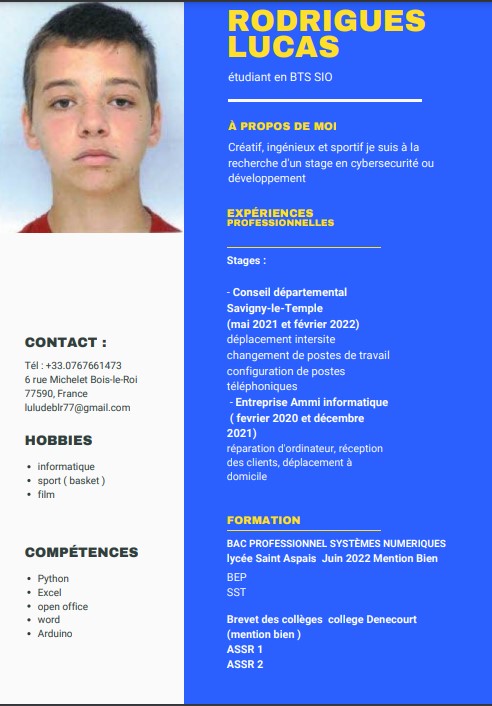 RODRIGUES
LUCAS
étudiant en BTS SIO
À PROPOS DE MOI
Créatif, ingénieux et sportif je suis à la
recherche d'un stage en cybersecurité ou
développement
EXPÉRIENCES
PROFESSIONNELLES
Stages :
- Conseil départemental
Savigny-le-Temple
(mai 2021 et février 2022)
déplacement intersite
changement de postes de travail
configuration de postes
téléphoniques
- Entreprise Ammi informatique
( fevrier 2020 et décembre
2021)
réparation d'ordinateur, réception
des clients, déplacement à
domicile
FORMATION
BAC PROFESSIONNEL SYSTÈMES NUMERIQUES
lycée Saint Aspais Juin 2022 Mention Bien
BEP
SST
Brevet des collèges college Denecourt
(mention bien )
ASSR 1
ASSR 2
CONTACT :
Tél : +33.0767661473
6 rue Michelet Bois-le-Roi
77590, France
luludeblr77@gmail.com
HOBBIES
• informatique
• sport ( basket )
• film
COMPÉTENCES
• Python
• Excel
• open office
• word
• Arduino